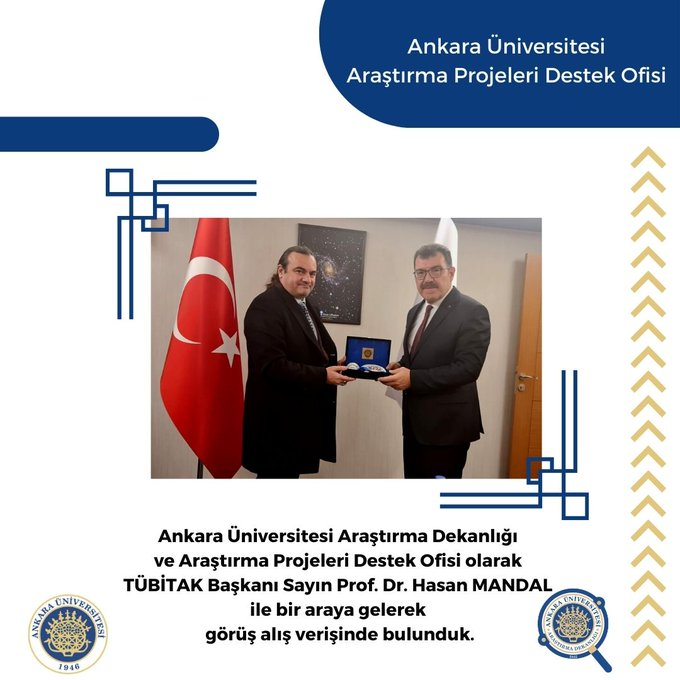 Ankara Üniversitesi
Araştırma Projeleri Destek Ofisi
Ankara Üniversitesi Araştırma Dekanlığı
ve Araştırma Projeleri Destek Ofisi olarak
TÜBİTAK Başkanı Sayın Prof. Dr. Hasan MANDAL
ile bir araya gelerek
görüş alış verişinde bulunduk.
ANKARA ÜNİVERSİTESİ
1946
ANKARA ÜNİVERSİTESİ
ARAŞTIRMA DEKANLIĞI